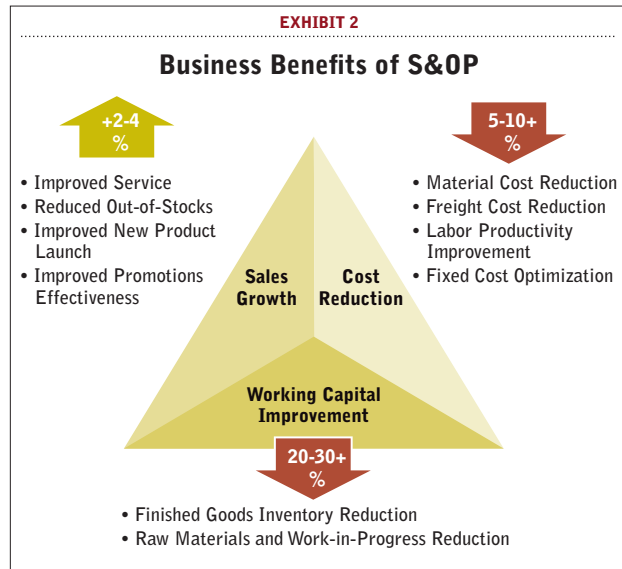 EXHIBIT 2
Business Benefits of S&OP
+2-4
%
• Improved Service
• Reduced Out-of-Stocks
• Improved New Product
Launch
• Improved Promotions
Effectiveness
5-10+
%
• Material Cost Reduction
• Freight Cost Reduction
• Labor Productivity
Improvement
• Fixed Cost Optimization
Sales
Growth
Cost
Reduction
Working Capital
Improvement
20-30+
%
• Finished Goods Inventory Reduction
• Raw Materials and Work-in-Progress Reduction